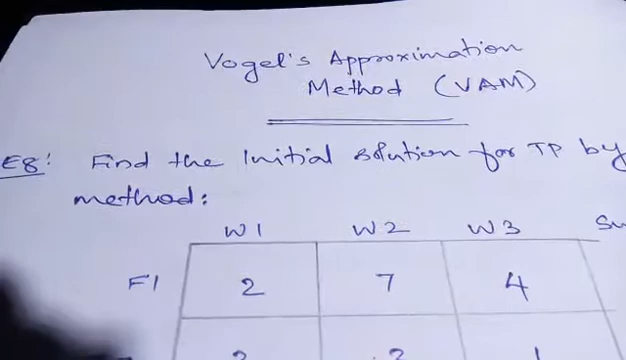 Vogel's Approximation
Method (VAM)
Eg: Find the Initial solution for TP by
method:
W1 W2 W3
F1 2 7 4